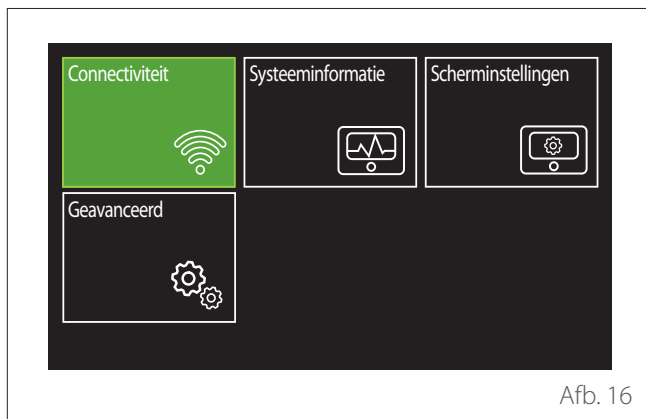 Connectiviteit
Systeeminformatie
Scherminstellingen
Geavanceerd
Afb. 16